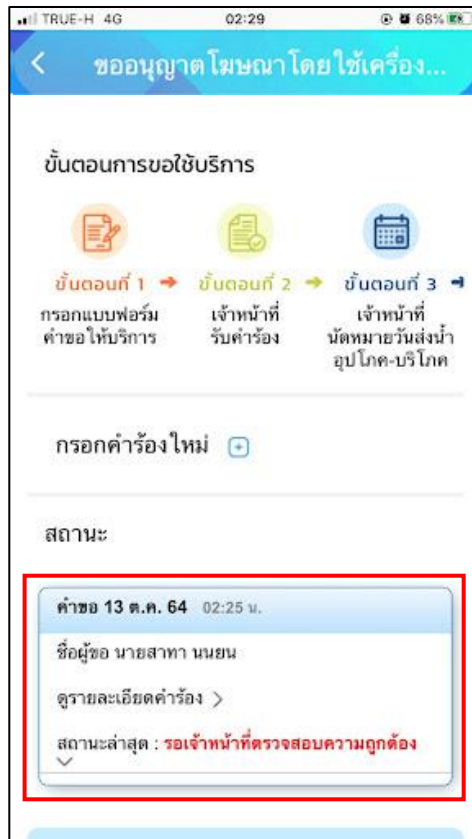 TRUE-H 4G 02:29 68%
ขออนุญาตโฆษณาโดยใช้เครื่อง...
ขั้นตอนการขอใช้บริการ
ขั้นตอนที่ 1
กรอกแบบฟอร์ม
คำขอให้บริการ
ขั้นตอนที่ 2
เจ้าหน้าที่
รับคำร้อง
ขั้นตอนที่ 3
เจ้าหน้าที่
นัดหมายวันส่งน้ำ
อุปโภค-บริโภค
กรอกคำร้องใหม่
สถานะ
คำขอ 13 ต.ค. 64 02:25 น.
ชื่อผู้ขอ นายสาทา นนยน
ดูรายละเอียดคำร้อง >
สถานะล่าสุด : รอเจ้าหน้าที่ตรวจสอบความถูกต้อง